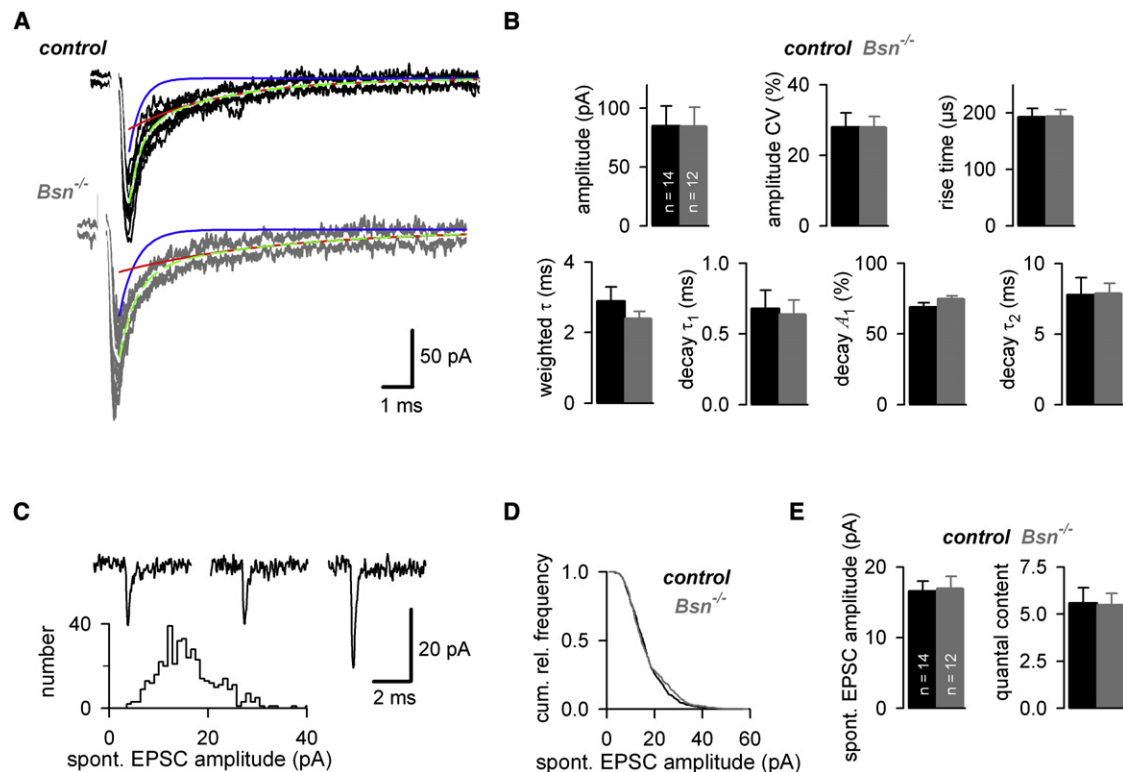 A
control
Bsn-/-
50 pA
1 ms
B
control Bsn-/-
amplitude (pA)
100
50
0
n = 14
n = 12
amplitude CV (%)
40
20
0
rise time (µs)
200
100
0
weighted τ (ms)
4
2
0
decay τ1 (ms)
1.0
0.5
0.0
decay A1 (%)
100
50
0
decay τ2 (ms)
10
5
0
C
number
40
0
20 pA
2 ms
0 20 40
spont. EPSC amplitude (pA)
D
cum. rel. frequency
1.0
0.5
0.0
control
Bsn-/-
0 20 40 60
spont. EPSC amplitude (pA)
E
control Bsn-/-
spont. EPSC amplitude (pA)
20
10
0
n = 14
n = 12
quantal content
7.5
5.0
2.5
0.0